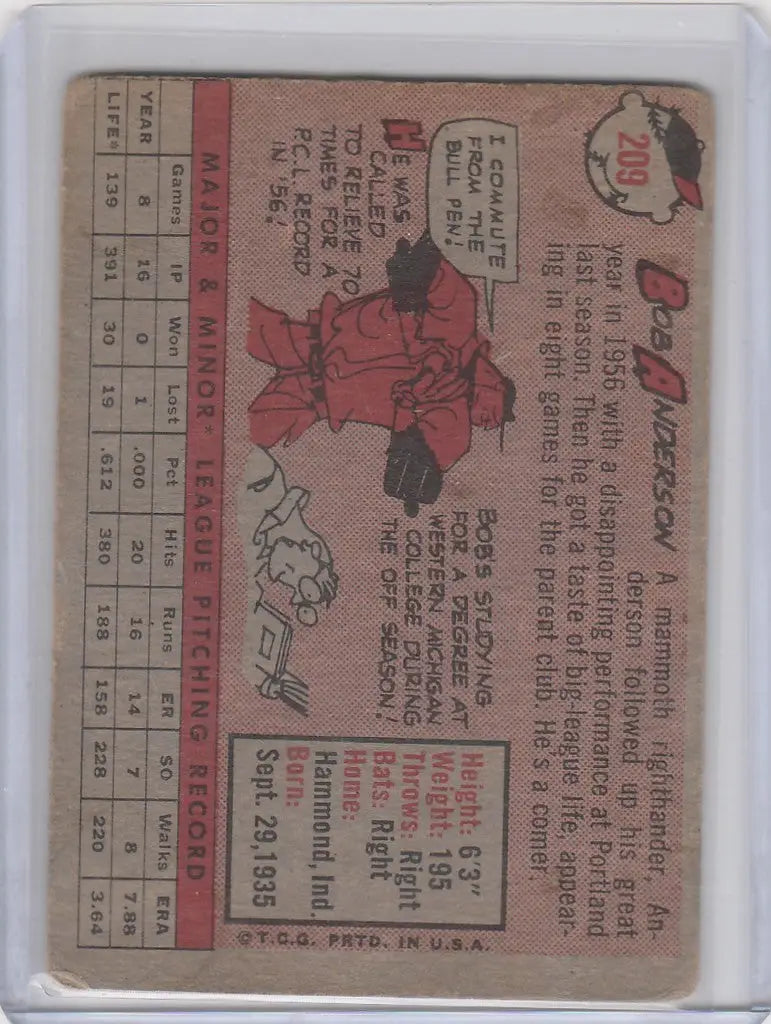 209
BOB ANDERSON A mammoth righthander, An-
derson followed up his great
year in 1956 with a disappointing performance at Portland
last season. Then he got a taste of big-league life, appear-
ing in eight games for the parent club. He's a comer.
I COMMUTE
FROM THE
BULL PEN!
HE WAS
CALLED
TO RELIEVE 70
TIMES FOR A
P.C.L. RECORD
IN '56!
BOB'S STUDYING
FOR A DEGREE AT
WESTERN MICHIGAN
COLLEGE DURING
THE OFF SEASON!
Height: 6'3"
Weight: 195
Throws: Right
Bats: Right
Home:
Hammond, Ind.
Born:
Sept. 29, 1935
©T.C.G. PRTD. IN U.S.A.
MAJOR & MINOR* LEAGUE PITCHING RECORD
Games IP Won Lost Pct Hits Runs ER SO Walks ERA
YEAR 8 16 0 1 .000 20 16 14 7 8 7.88
LIFE* 139 391 30 19 .612 380 188 158 228 220 3.64